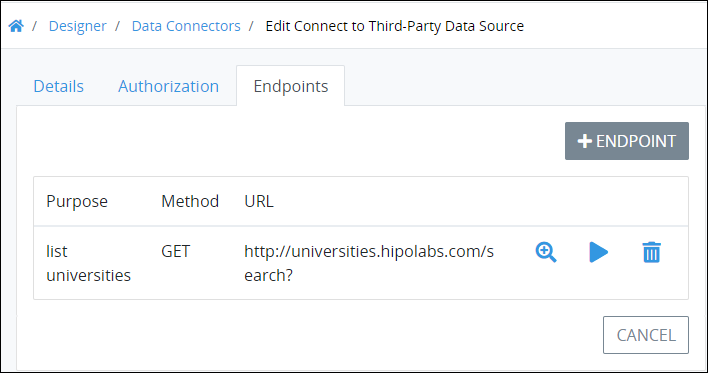 / Designer / Data Connectors / Edit Connect to Third-Party Data Source
Details Authorization Endpoints
+ ENDPOINT
Purpose Method URL
list GET http://universities.hipolabs.com/s
universities earch?
CANCEL